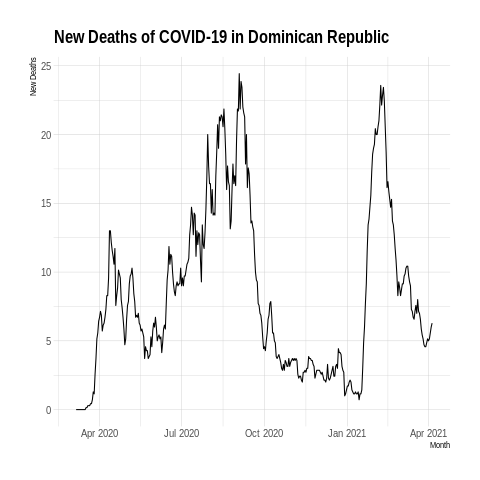 New Deaths of COVID-19 in Dominican Republic
New Deaths
25
20
15
10
5
0
Apr 2020 Jul 2020 Oct 2020 Jan 2021 Apr 2021
Month